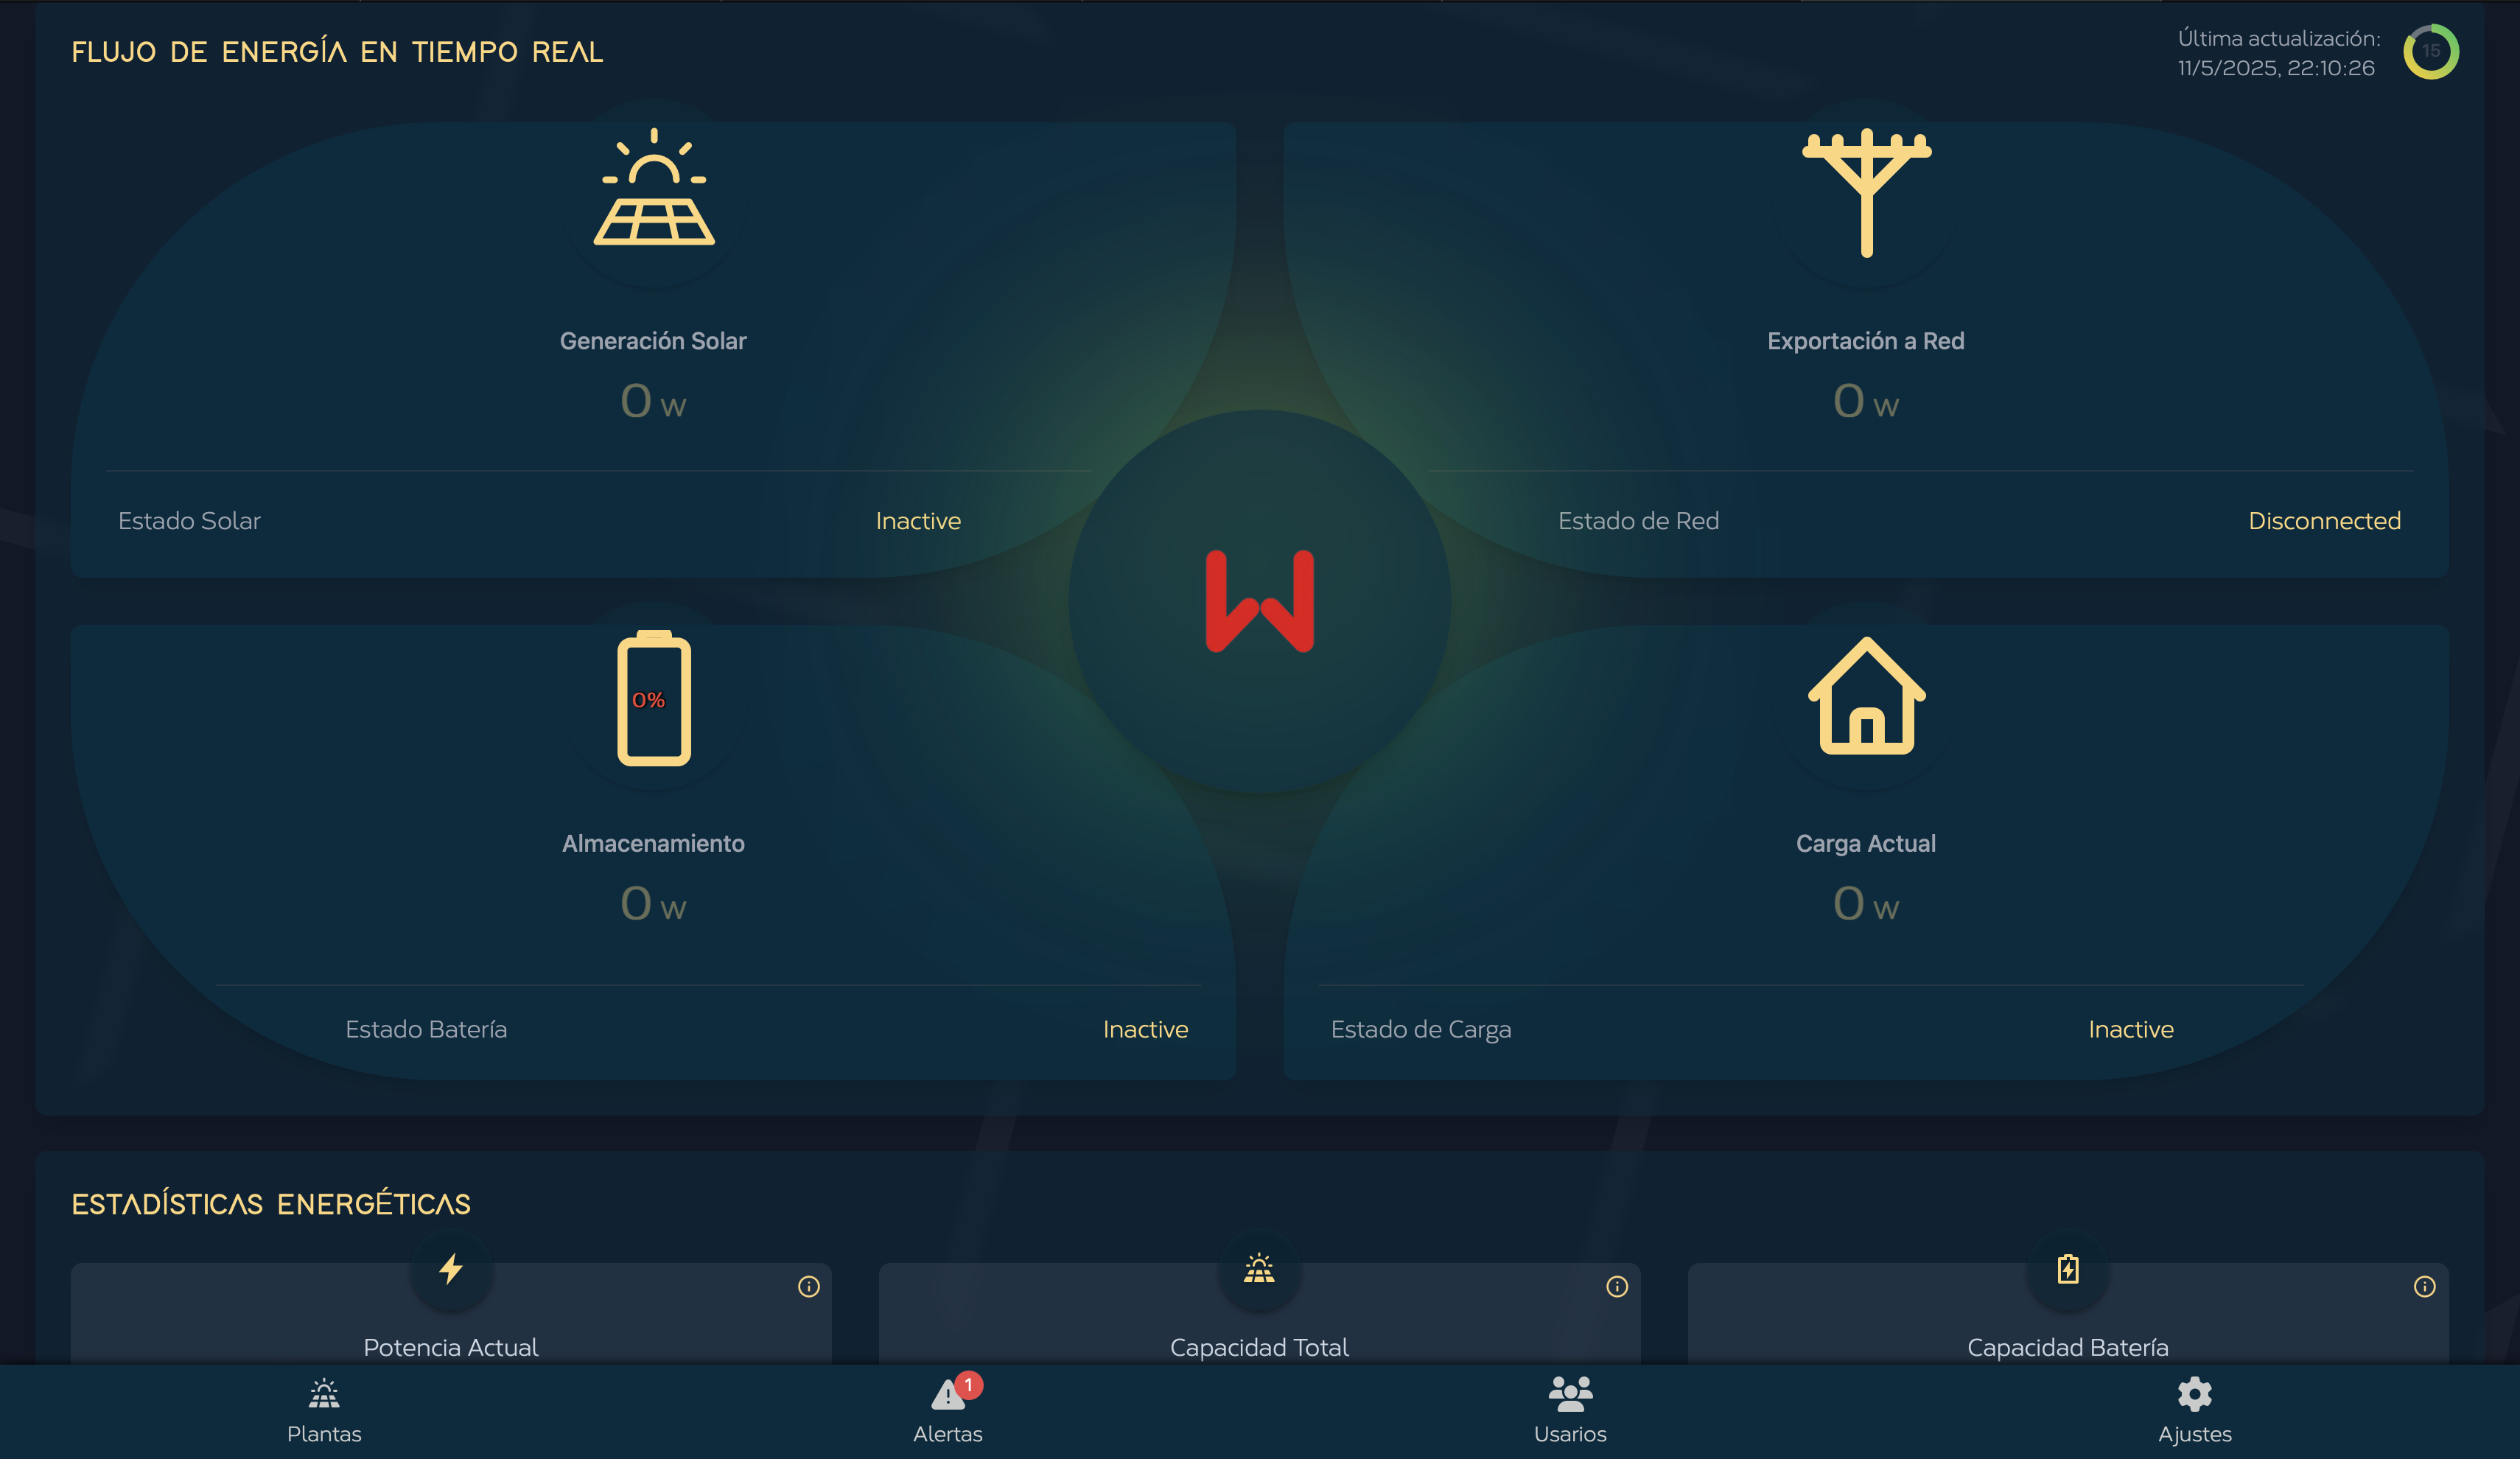 FLUJO DE ENERGÍA EN TIEMPO REAL
Última actualización:
11/5/2025, 22:10:26
15
Generación Solar
0 W
Estado Solar
Inactive
Exportación a Red
0 W
Estado de Red
Disconnected
W
0%
Almacenamiento
0 W
Estado Batería
Inactive
Carga Actual
0 W
Estado de Carga
Inactive
ESTADÍSTICAS ENERGÉTICAS
Potencia Actual
Capacidad Total
Capacidad Batería
Plantas
1
Alertas
Usarios
Ajustes